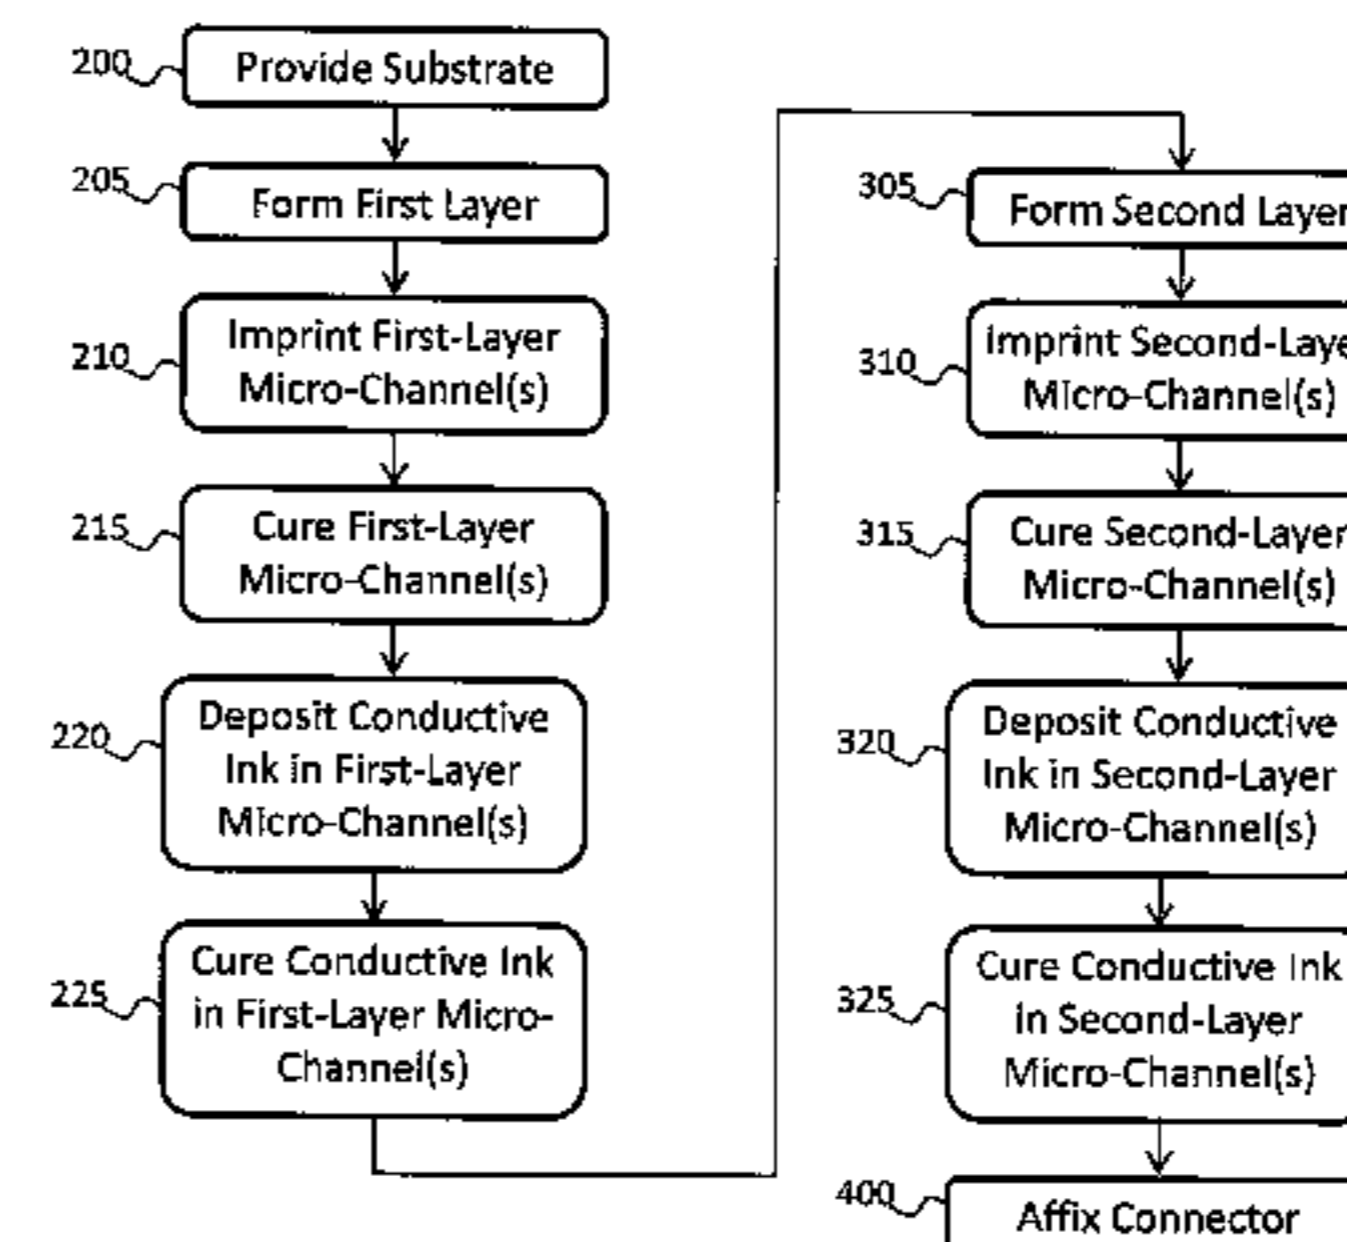 200
Provide Substrate
205
Form First Layer
210
Imprint First-Layer
Micro-Channel(s)
215
Cure First-Layer
Micro-Channel(s)
220
Deposit Conductive
Ink in First-Layer
Micro-Channel(s)
225
Cure Conductive Ink
in First-Layer Micro-
Channel(s)
305
Form Second Layer
310
Imprint Second-Laye
Micro-Channel(s)
315
Cure Second-Layer
Micro-Channel(s)
320
Deposit Conductive
Ink in Second-Layer
Micro-Channel(s)
325
Cure Conductive Ink
in Second-Layer
Micro-Channel(s)
400
Affix Connector